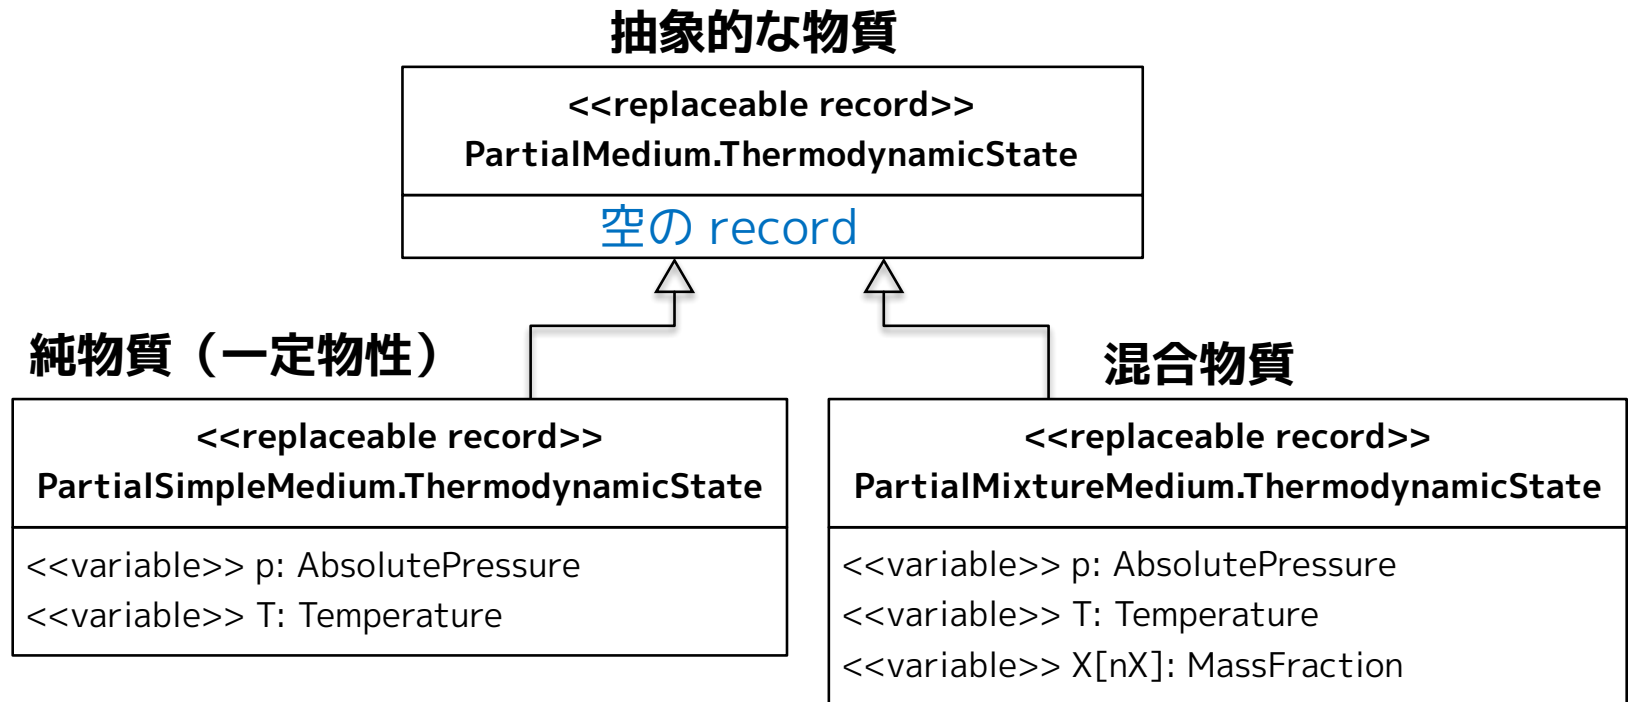 抽象的な物質
<<replaceable record>>
PartialMedium.ThermodynamicState
空の record
純物質（一定物性）
<<replaceable record>>
PartialSimpleMedium.ThermodynamicState
<<variable>> p: AbsolutePressure
<<variable>> T: Temperature
混合物質
<<replaceable record>>
PartialMixtureMedium.ThermodynamicState
<<variable>> p: AbsolutePressure
<<variable>> T: Temperature
<<variable>> X[nX]: MassFraction